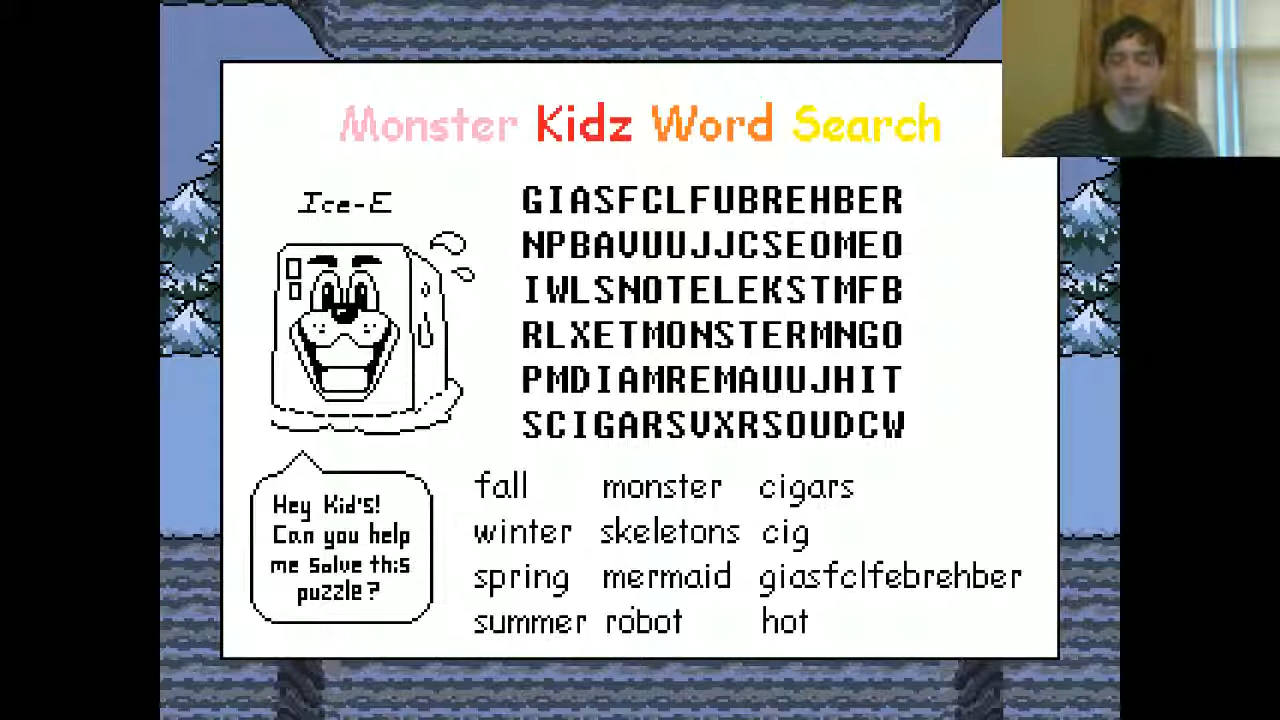 Monster Kidz Word Search
Ice-E
GIASFCLFUBREHBER
NPBAVUUJJCSEOMEO
IWLSNOTELEKSTMFB
RLXETMONSTERMNGO
PMDIAMREMAUUJHIT
SCIGARSVXRSOUDCW
Hey Kid's!
Can you help
me solve this
puzzle?
fall monster cigars
winter skeletons cig
spring mermaid giasfclfebrehber
summer robot hot